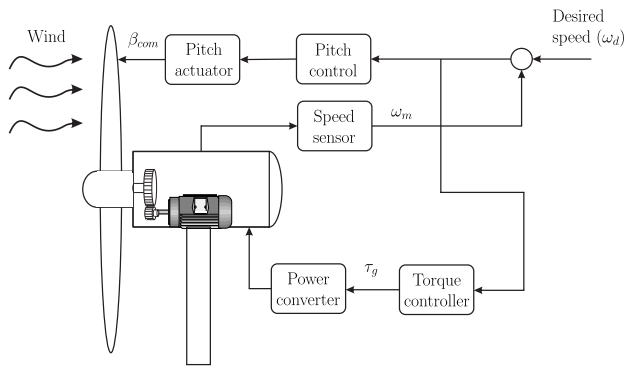 Desired
speed (ω_d)
Wind
β_com
Pitch
actuator
Pitch
control
Speed
sensor
ω_m
Power
converter
τ_g
Torque
controller